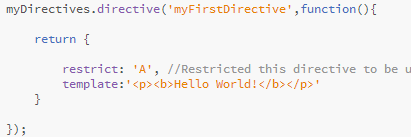 myDirectives.directive('myFirstDirective',function(){
return {
restrict: 'A', //Restricted this directive to be
template:'<p><b>Hello World!</b></p>'
}
});